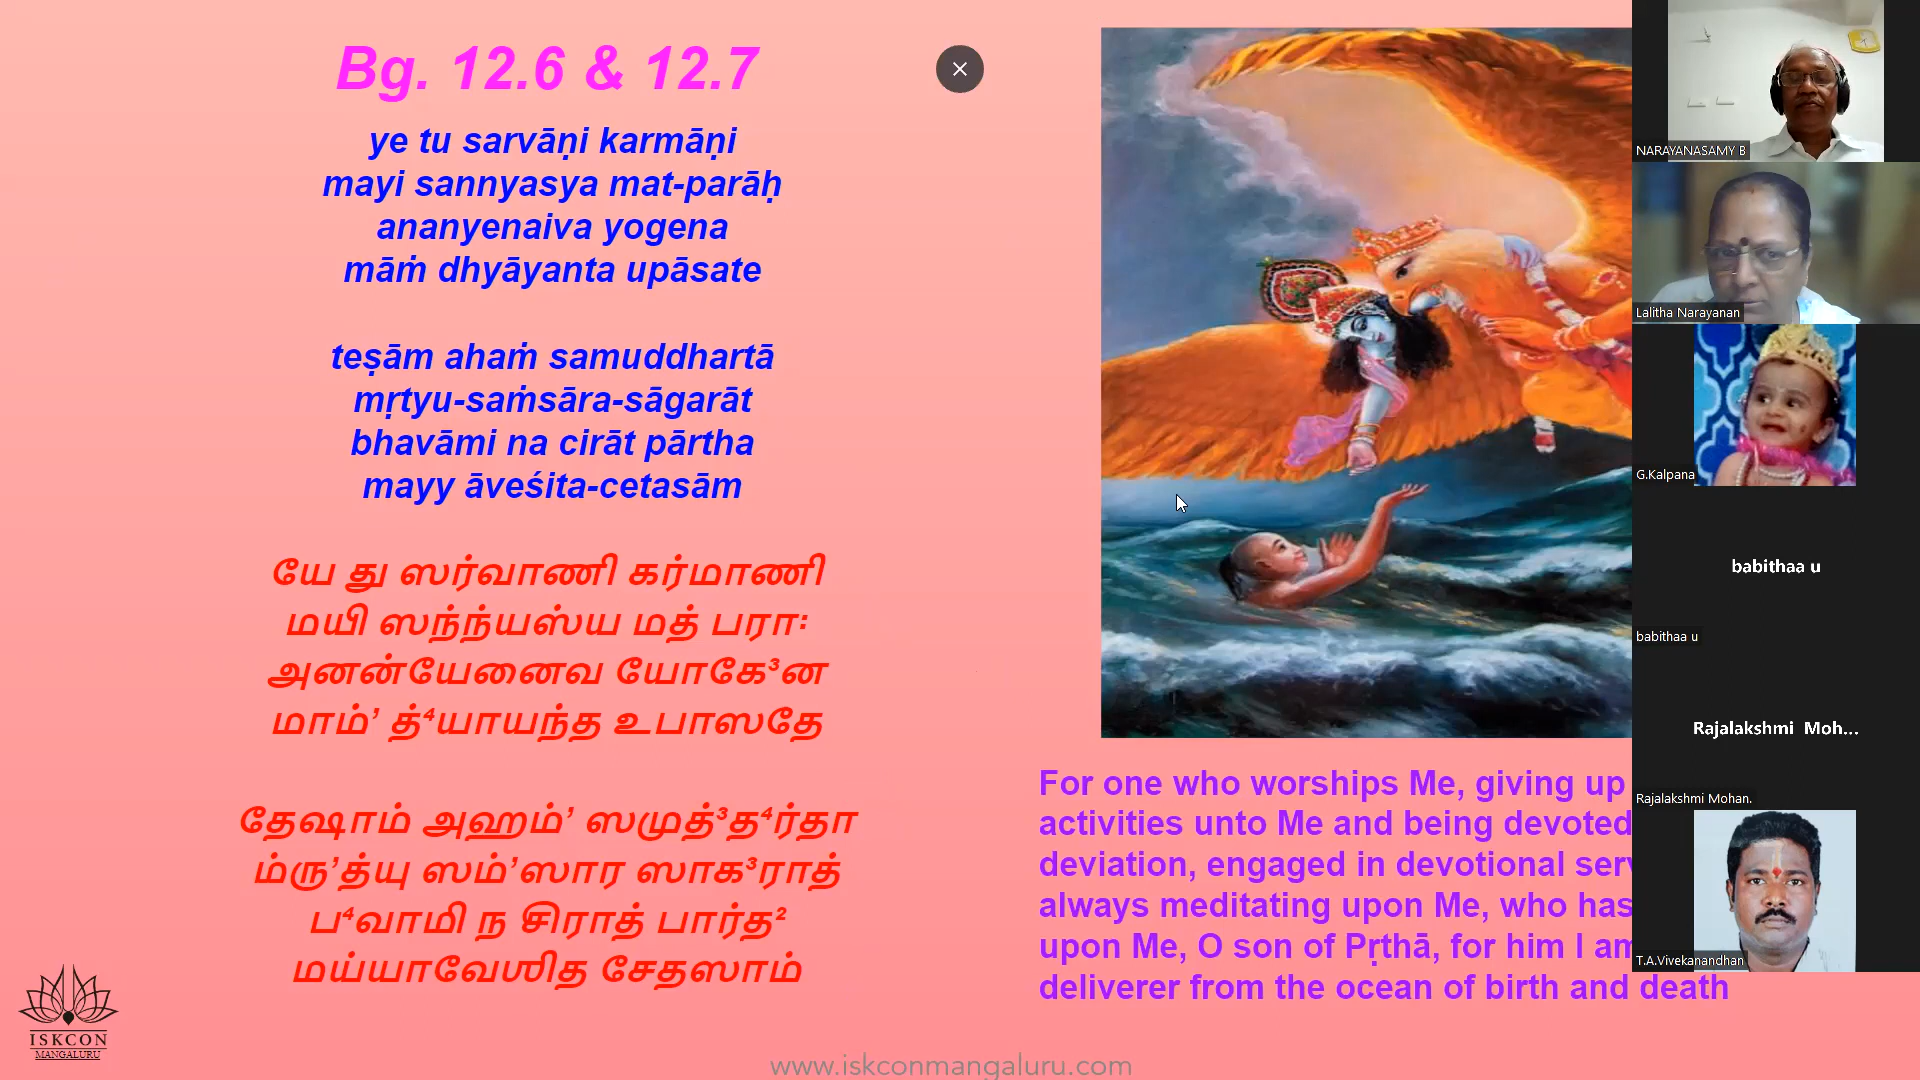 Bg. 12.6 & 12.7
ye tu sarvāṇi karmāṇi
mayi sannyasya mat-parāḥ
ananyenaiva yogena
māṁ dhyāyanta upāsate
teṣām ahaṁ samuddhartā
mṛtyu-saṁsāra-sāgarāt
bhavāmi na cirāt pārtha
mayy āveśita-cetasām
யே து ஸர்வாணி கர்மாணி
மயி ஸந்ந்யஸ்ய மத் பரா꞉
அனன்யேனைவ யோகே³ன
மாம்ʼ த்⁴யாயந்த உபாஸதே
தேஷாம் அஹம்ʼ ஸமுத்³த⁴ர்தா
ம்ருʼத்யு ஸம்ʼஸார ஸாக³ராத்
ப⁴வாமி ந சிராத் பார்த²
மய்யாவேஶித சேதஸாம்
For one who worships Me, giving up
activities unto Me and being devoted
deviation, engaged in devotional
always meditating upon Me, who has
upon Me, O son of Pṛthā, for him I am
deliverer from the ocean of birth and death
ISKCON
MANGALURU
www.iskconmangaluru.com
NARAYANASAMY B
Lalitha Narayanan
G.Kalpana
babithaa u
babithaa u
Rajalakshmi Moh...
Rajalakshmi Mohan.
T.A.Vivekanandhan